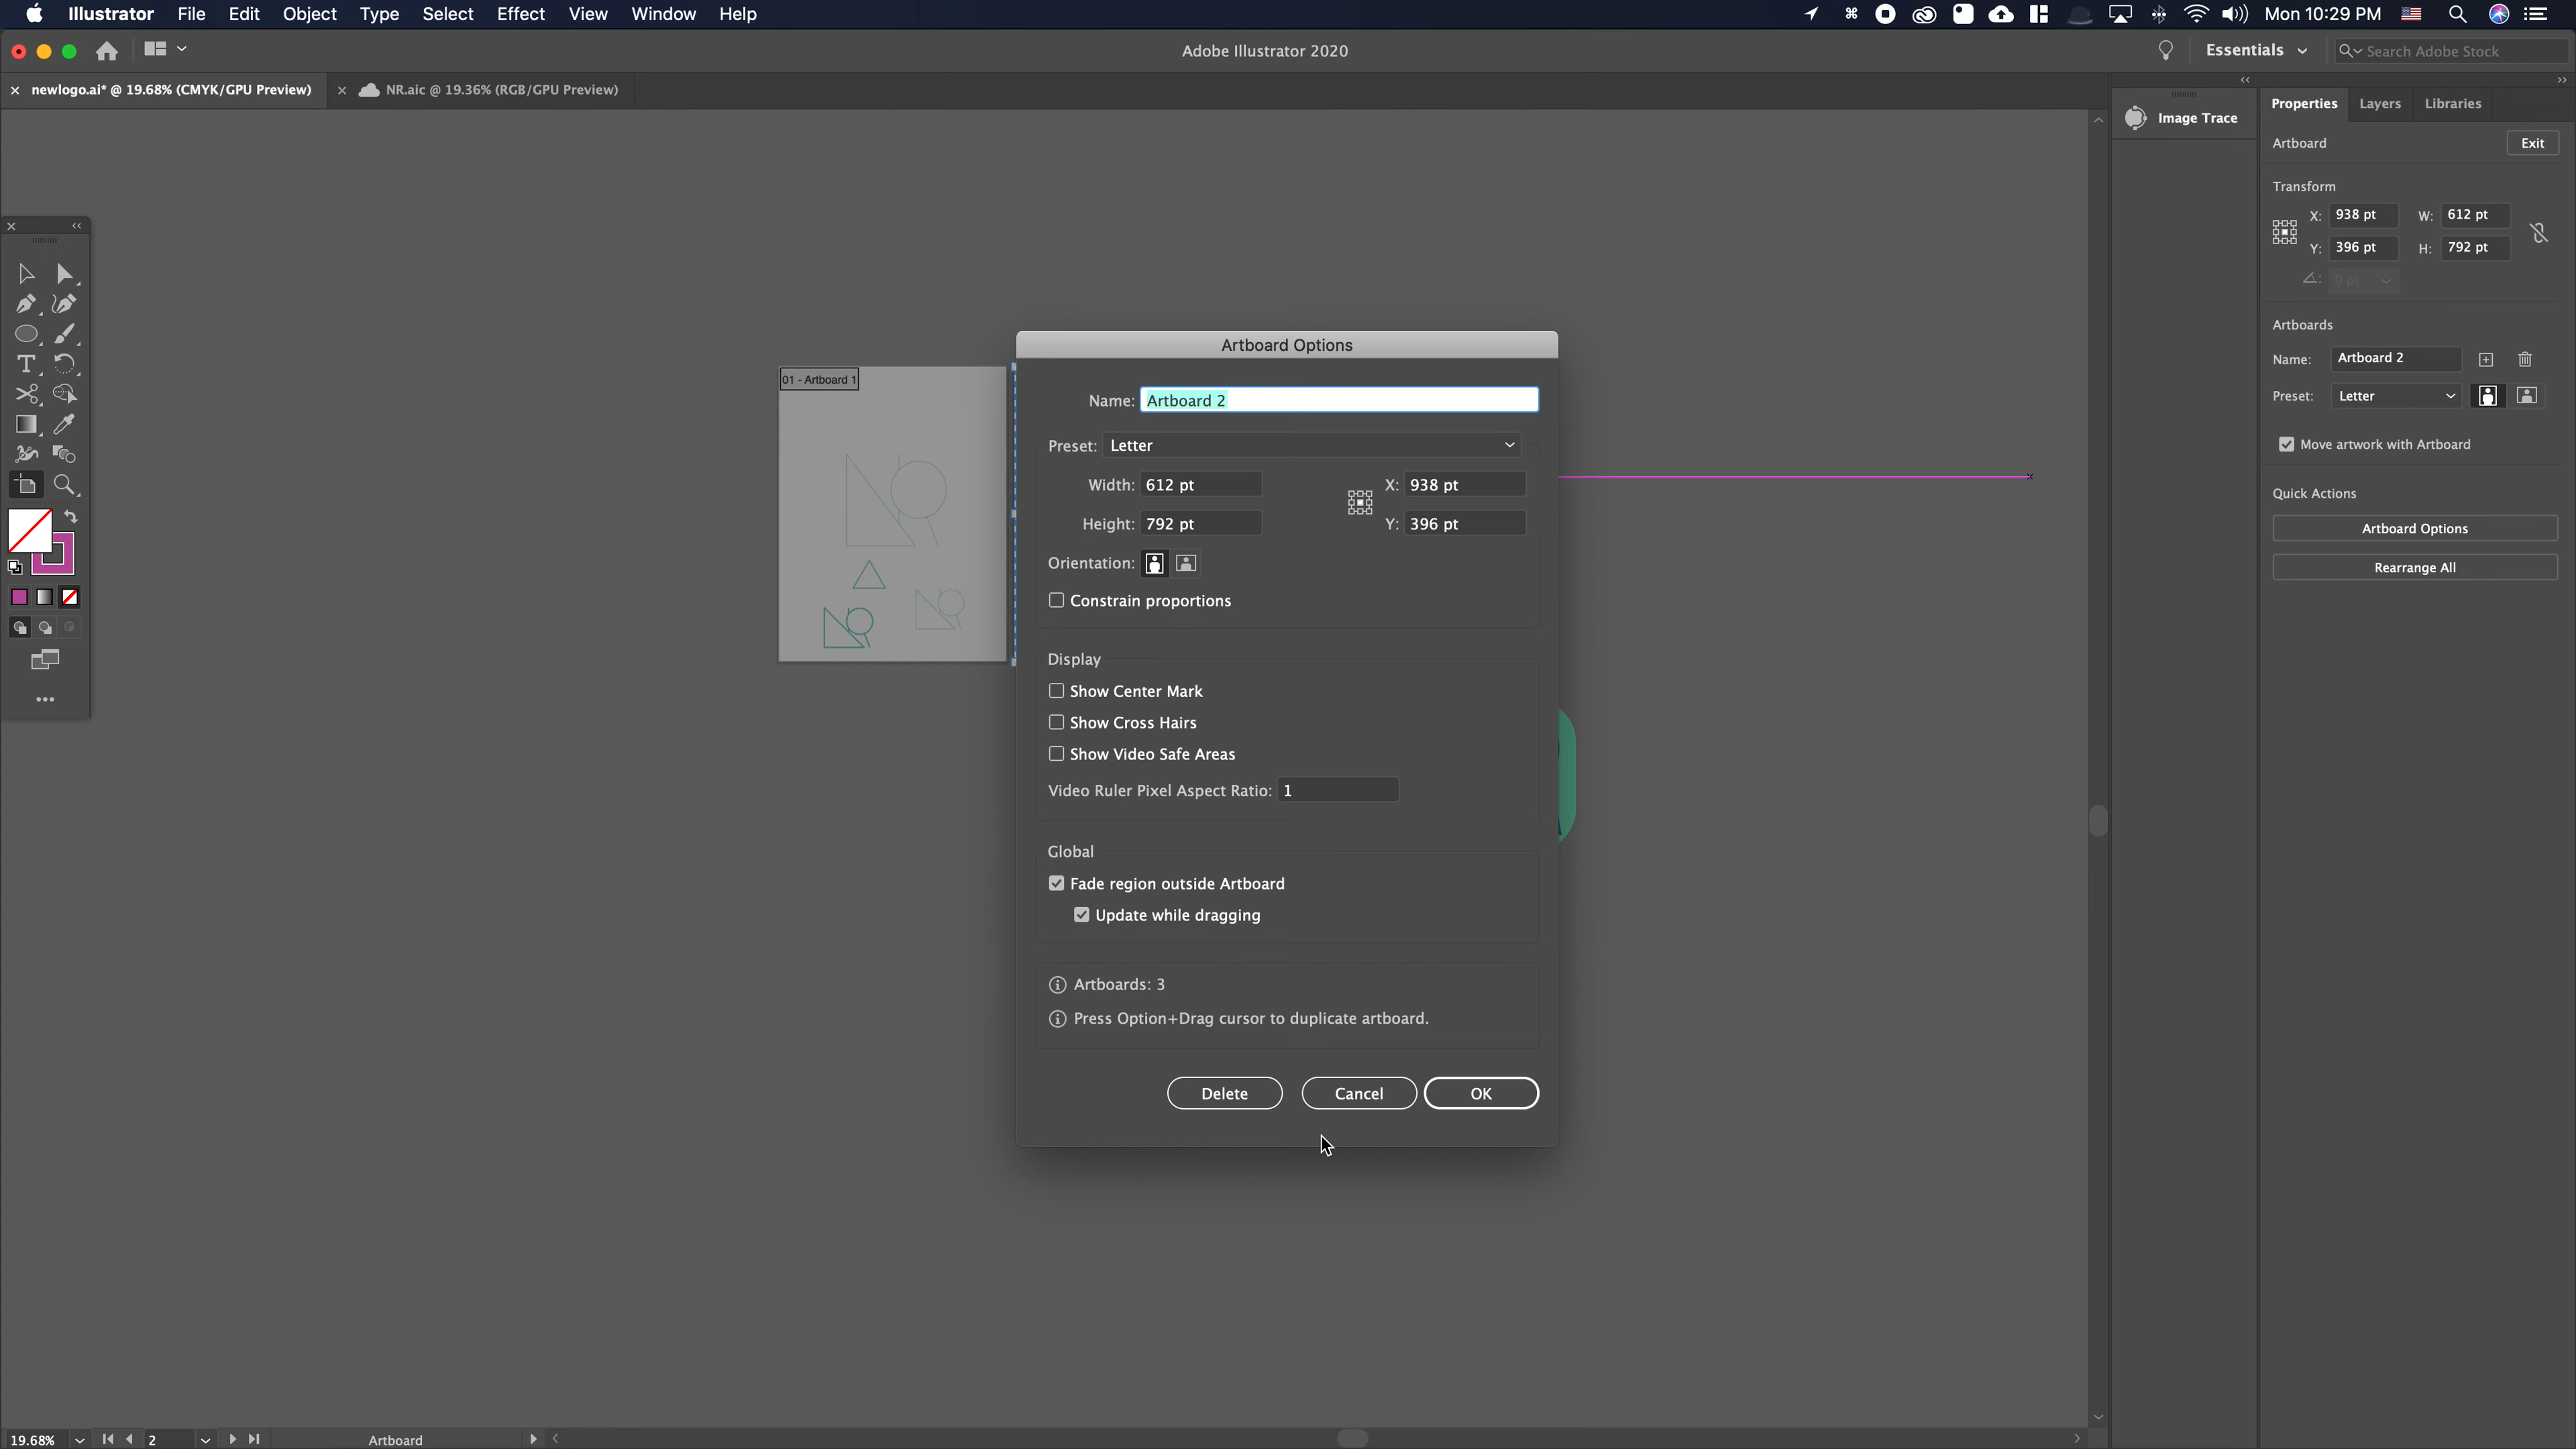 Illustrator File Edit Object Type Select Effect View Window Help Mon 10:29 PM
Adobe Illustrator 2020 Essentials Search Adobe Stock
newlogo.ai* @ 19.68% (CMYK/GPU Preview) NR.aic @ 19.36% (RGB/GPU Preview)
Image Trace
Properties Layers Libraries
Artboard Exit
Transform
X: 938 pt W: 612 pt
Y: 396 pt H: 792 pt
0 pt
Artboards
Name: Artboard 2
Preset: Letter
Move artwork with Artboard
Quick Actions
Artboard Options
Rearrange All
01 - Artboard 1
Artboard Options
Name: Artboard 2
Preset: Letter
Width: 612 pt X: 938 pt
Height: 792 pt Y: 396 pt
Orientation:
Constrain proportions
Display
Show Center Mark
Show Cross Hairs
Show Video Safe Areas
Video Ruler Pixel Aspect Ratio: 1
Global
Fade region outside Artboard
Update while dragging
Artboards: 3
Press Option+Drag cursor to duplicate artboard.
Delete Cancel OK
19.68% 2 Artboard